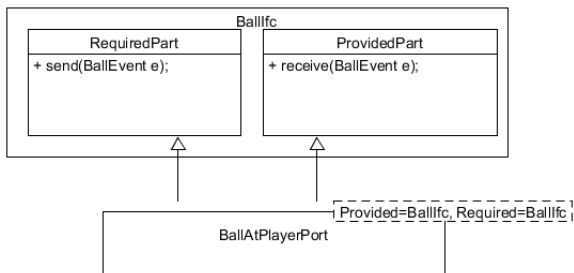 BallIfc
RequiredPart
+ send(BallEvent e);
ProvidedPart
+ receive(BallEvent e);
Provided=BallIfc, Required=BallIfc
BallAtPlayerPort